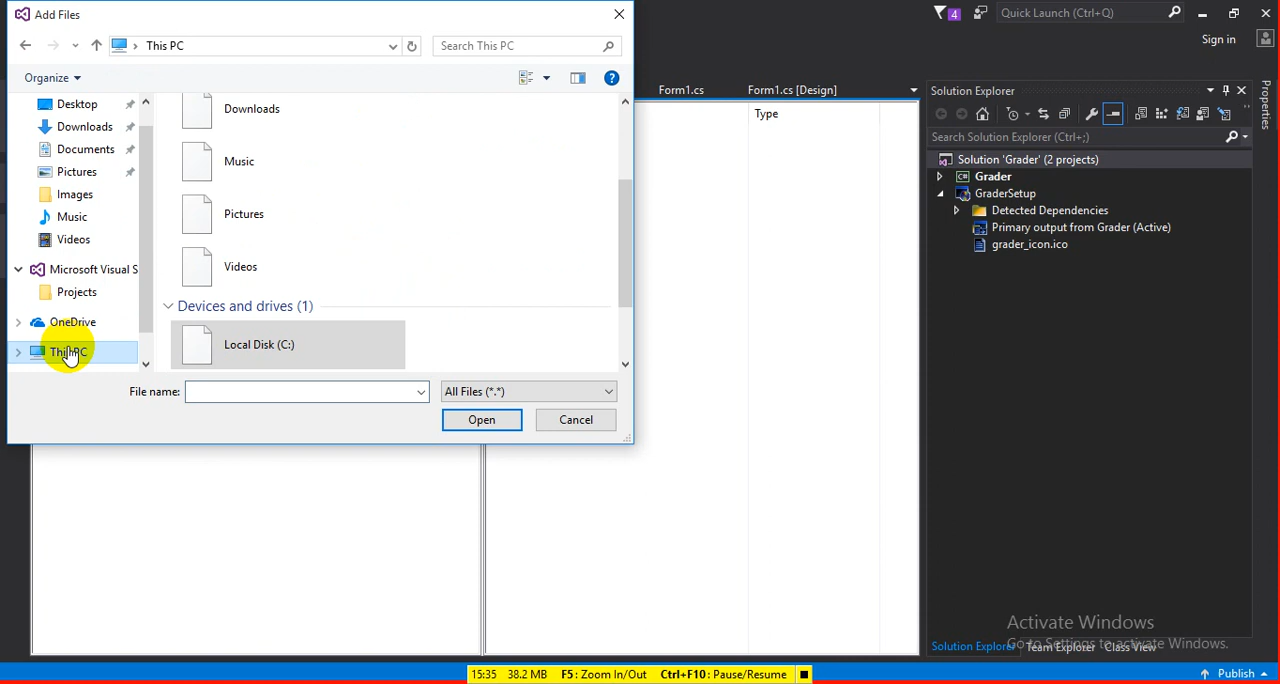 Add Files
4
Quick Launch (Ctrl+Q)
Sign in
This PC
Search This PC
Organize
Form1.cs
Form1.cs [Design]
Solution Explorer
Properties
Type
Search Solution Explorer (Ctrl+;)
Desktop
Downloads
Documents
Pictures
Images
Music
Videos
Microsoft Visual S
Projects
OneDrive
This PC
Downloads
Music
Pictures
Videos
Devices and drives (1)
Local Disk (C:)
File name:
All Files (*.*)
Open
Cancel
Solution 'Grader' (2 projects)
Grader
GraderSetup
Detected Dependencies
Primary output from Grader (Active)
grader_icon.ico
Activate Windows
Go to Settings to activate Windows.
Solution Explorer
Team Explorer
Class View
15:35 38.2 MB F5: Zoom In/Out Ctrl+F10: Pause/Resume
Publish